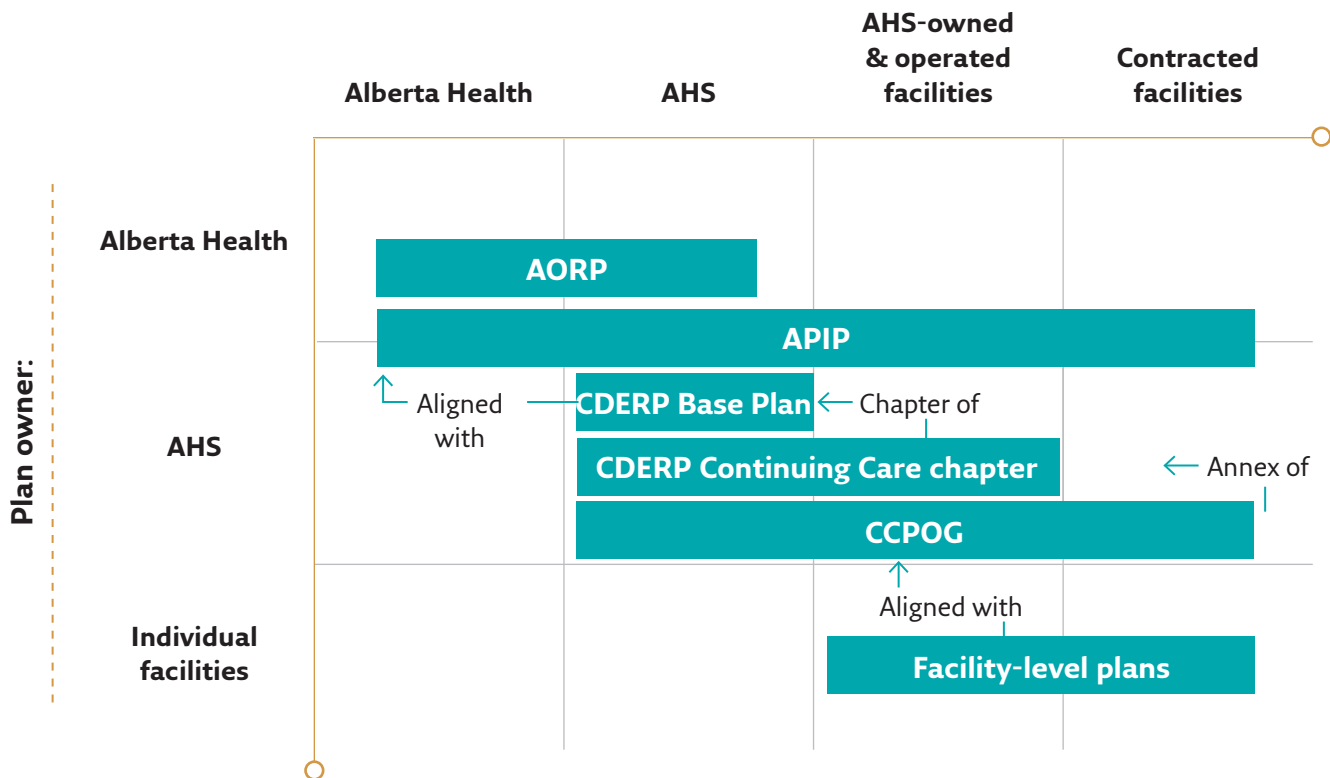 AHS-owned
& operated
facilities
Contracted
facilities
Alberta Health
AHS
Plan owner:
Alberta Health
AORP
APIP
Aligned
with
CDERP Base Plan
Chapter of
AHS
CDERP Continuing Care chapter
Annex of
CCPOG
Aligned with
Individual
facilities
Facility-level plans